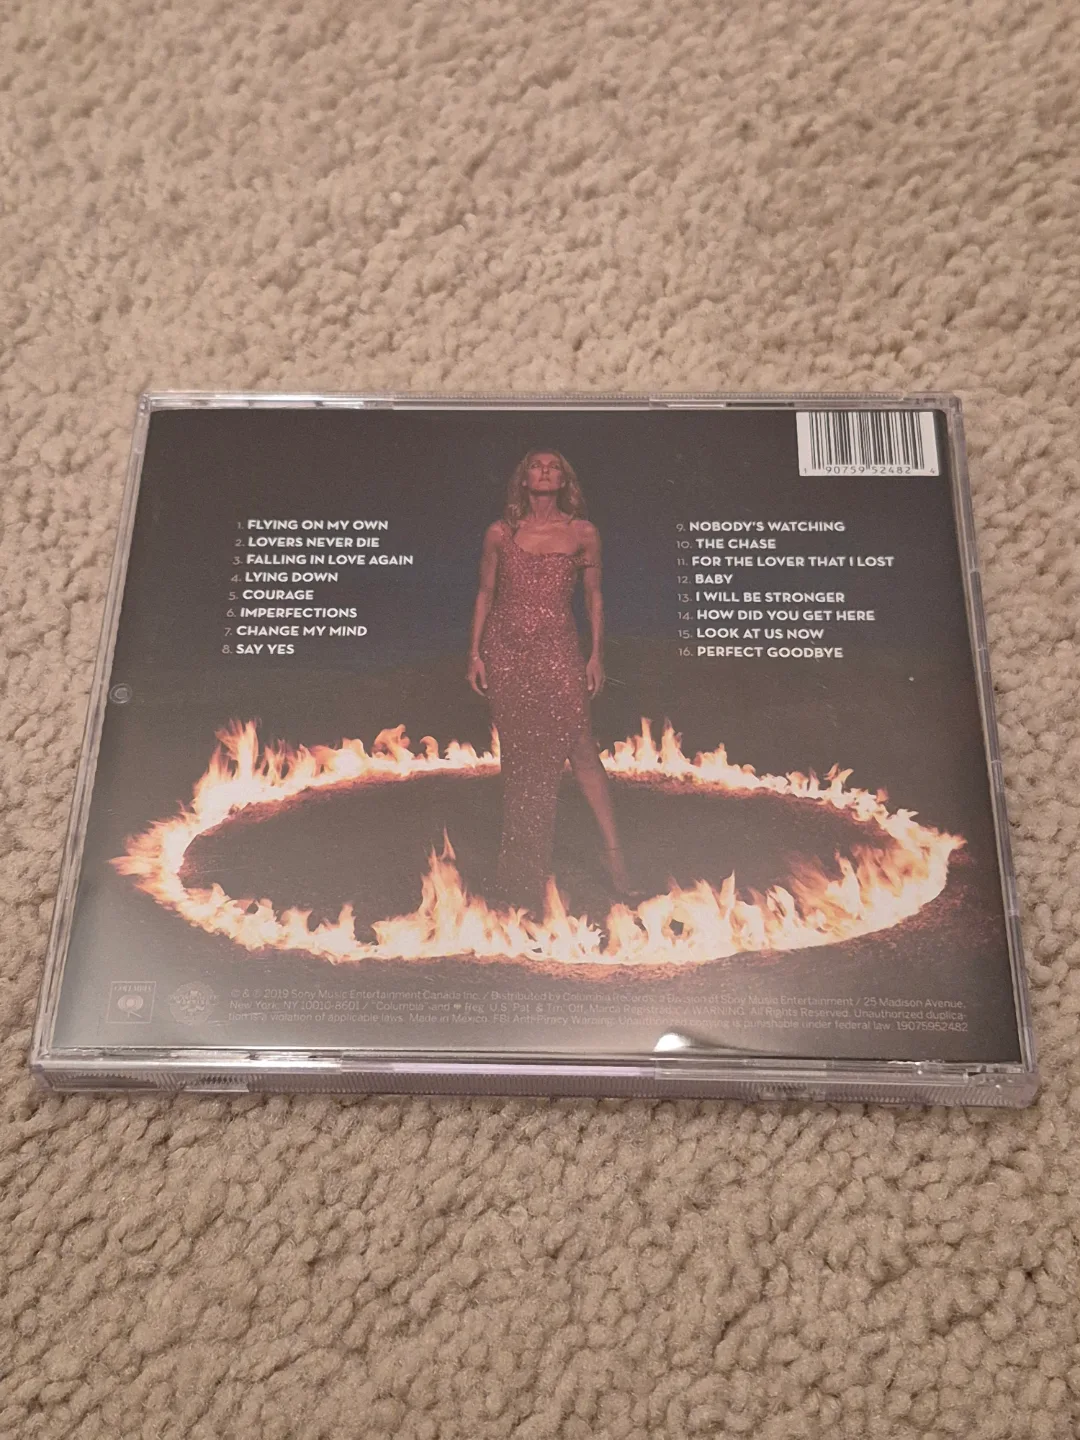 1 90759 52482 4
1. FLYING ON MY OWN
2. LOVERS NEVER DIE
3. FALLING IN LOVE AGAIN
4. LYING DOWN
5. COURAGE
6. IMPERFECTIONS
7. CHANGE MY MIND
8. SAY YES
9. NOBODY'S WATCHING
10. THE CHASE
11. FOR THE LOVER THAT I LOST
12. BABY
13. I WILL BE STRONGER
14. HOW DID YOU GET HERE
15. LOOK AT US NOW
16. PERFECT GOODBYE
COLUMBIA
2019 Sony Music Entertainment Canada Inc. / Distributed by Columbia Records, a Division of Sony Music Entertainment / 25 Madison Avenue,
New York, NY 10010-8601 / "Columbia" and Reg. U.S. Pat. & Tm. Off. Marca Registrada. / WARNING: All Rights Reserved. Unauthorized duplica-
tion is a violation of applicable laws. Made in Mexico. FBI Anti-Piracy Warning: Unauthorized copying is punishable under federal law. 19075952482